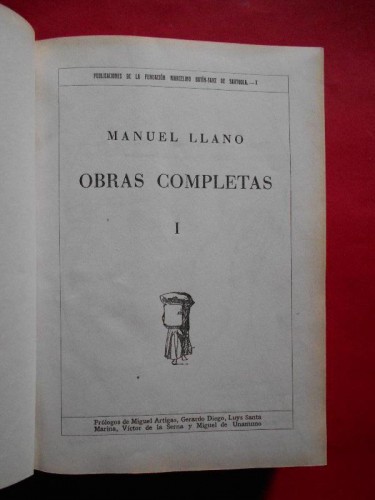 PUBLICACIONES DE LA FUNDACIÓN MARCELINO BOTÍN-SANZ DE SAUTUOLA.—I
MANUEL LLANO
OBRAS COMPLETAS
I
Prólogos de Miguel Artigas, Gerardo Diego, Luys Santa
Marina, Víctor de la Serna y Miguel de Unamuno